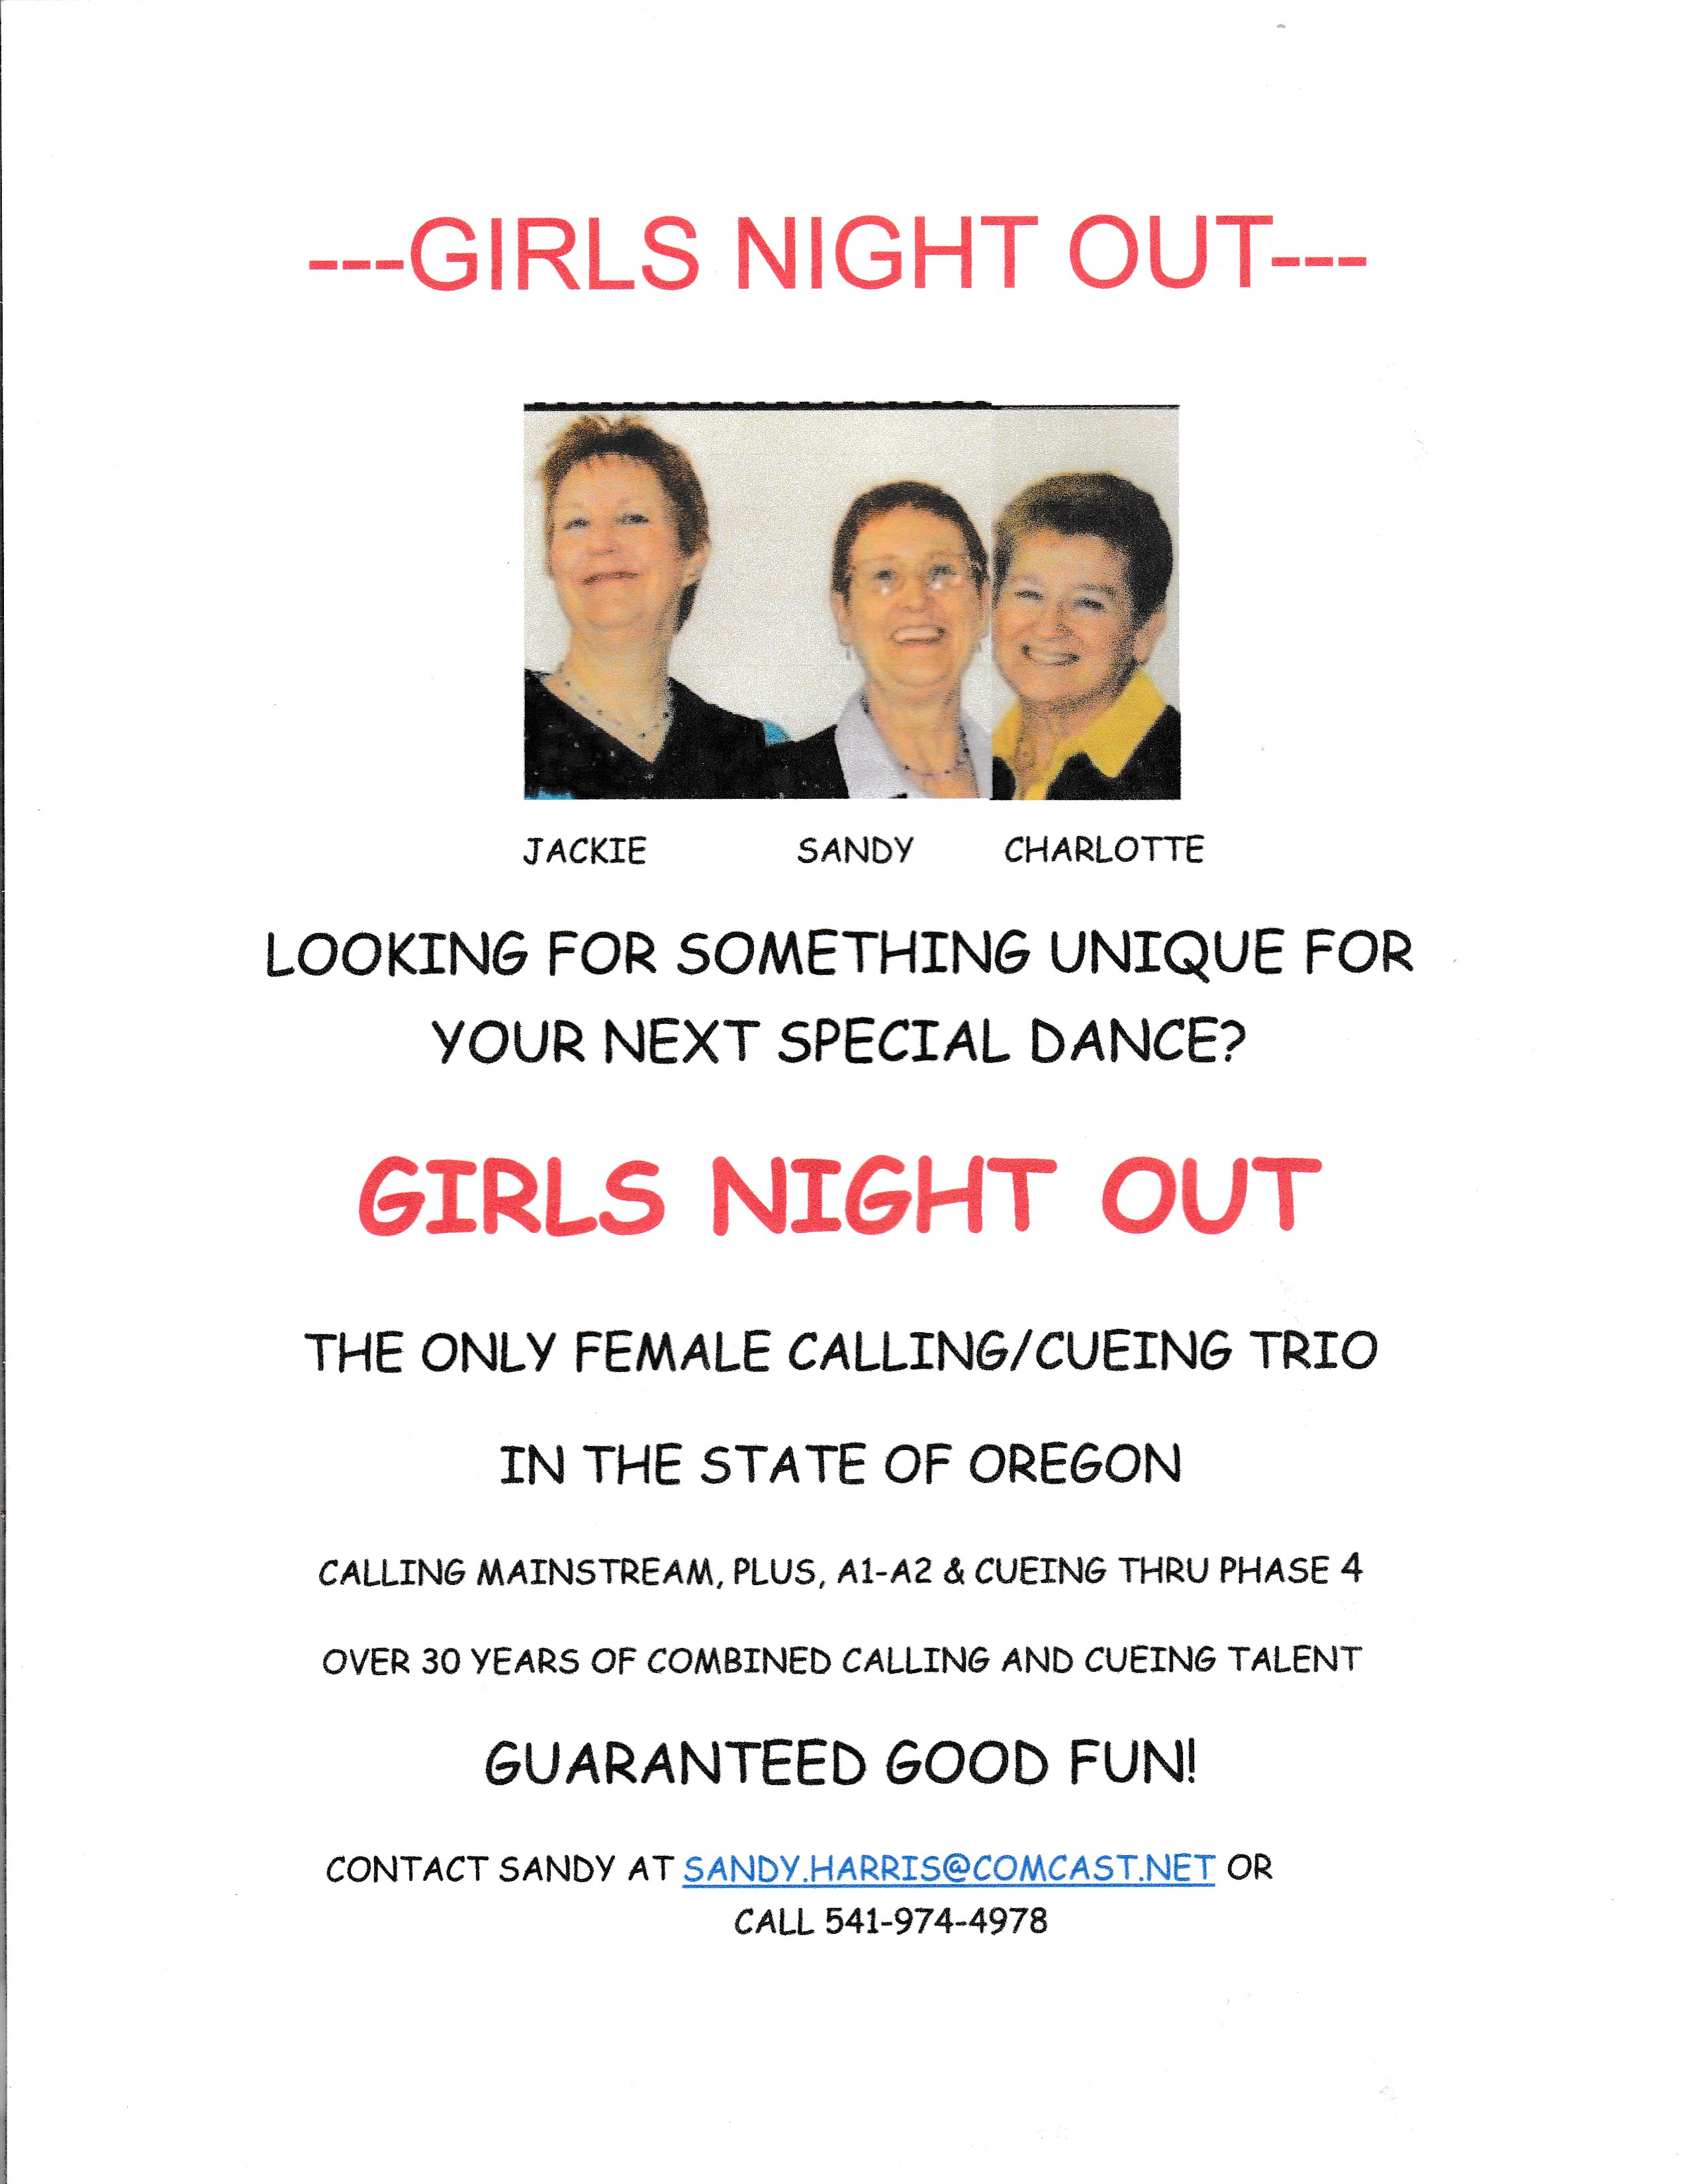 ---GIRLS NIGHT OUT---
JACKIE SANDY CHARLOTTE
LOOKING FOR SOMETHING UNIQUE FOR
YOUR NEXT SPECIAL DANCE?
GIRLS NIGHT OUT
THE ONLY FEMALE CALLING/CUEING TRIO
IN THE STATE OF OREGON
CALLING MAINSTREAM, PLUS, A1-A2 & CUEING THRU PHASE 4
OVER 30 YEARS OF COMBINED CALLING AND CUEING TALENT
GUARANTEED GOOD FUN!
CONTACT SANDY AT SANDY.HARRIS@COMCAST.NET OR
CALL 541-974-4978